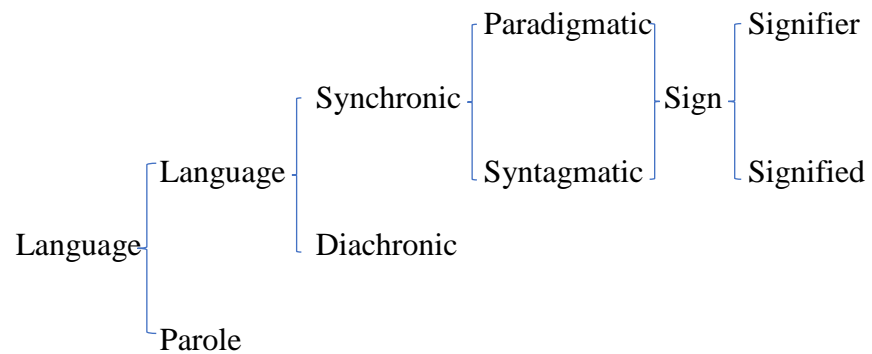 Paradigmatic Signifier
Synchronic Sign
Language Syntagmatic Signified
Language Diachronic
Parole